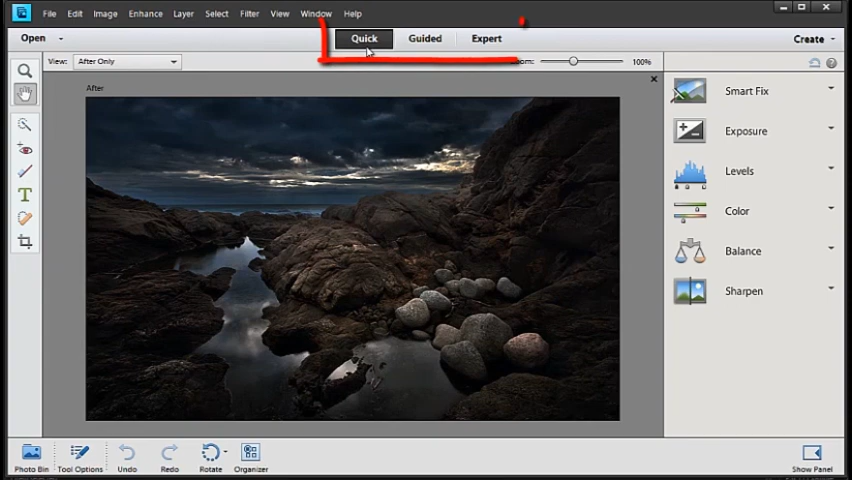 File Edit Image Enhance Layer Select Filter View Window Help
Open Quick Guided Expert Create
View: After Only Zoom: 100%
After
Smart Fix
Exposure
Levels
Color
Balance
Sharpen
Photo Bin Tool Options Undo Redo Rotate Organizer Show Panel